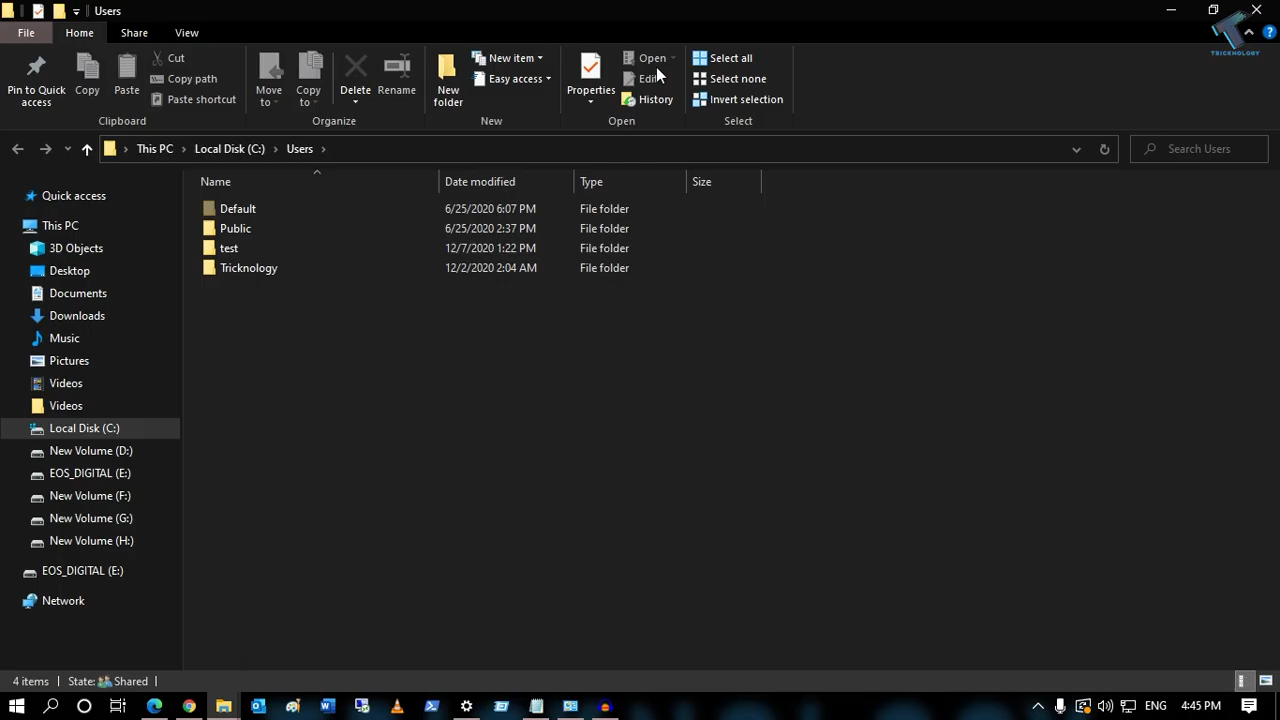 Users
File Home Share View
Pin to Quick access
Copy
Paste
Cut
Copy path
Paste shortcut
Clipboard
Move to
Copy to
Delete
Rename
Organize
New folder
New item
Easy access
New
Properties
Open
Edit
History
Open
Select all
Select none
Invert selection
Select
TRICKNOLOGY
This PC Local Disk (C:) Users
Search Users
Name Date modified Type Size
Default 6/25/2020 6:07 PM File folder
Public 6/25/2020 2:37 PM File folder
test 12/7/2020 1:22 PM File folder
Tricknology 12/2/2020 2:04 AM File folder
Quick access
This PC
3D Objects
Desktop
Documents
Downloads
Music
Pictures
Videos
Videos
Local Disk (C:)
New Volume (D:)
EOS_DIGITAL (E:)
New Volume (F:)
New Volume (G:)
New Volume (H:)
EOS_DIGITAL (E:)
Network
4 items State: Shared
ENG 4:45 PM